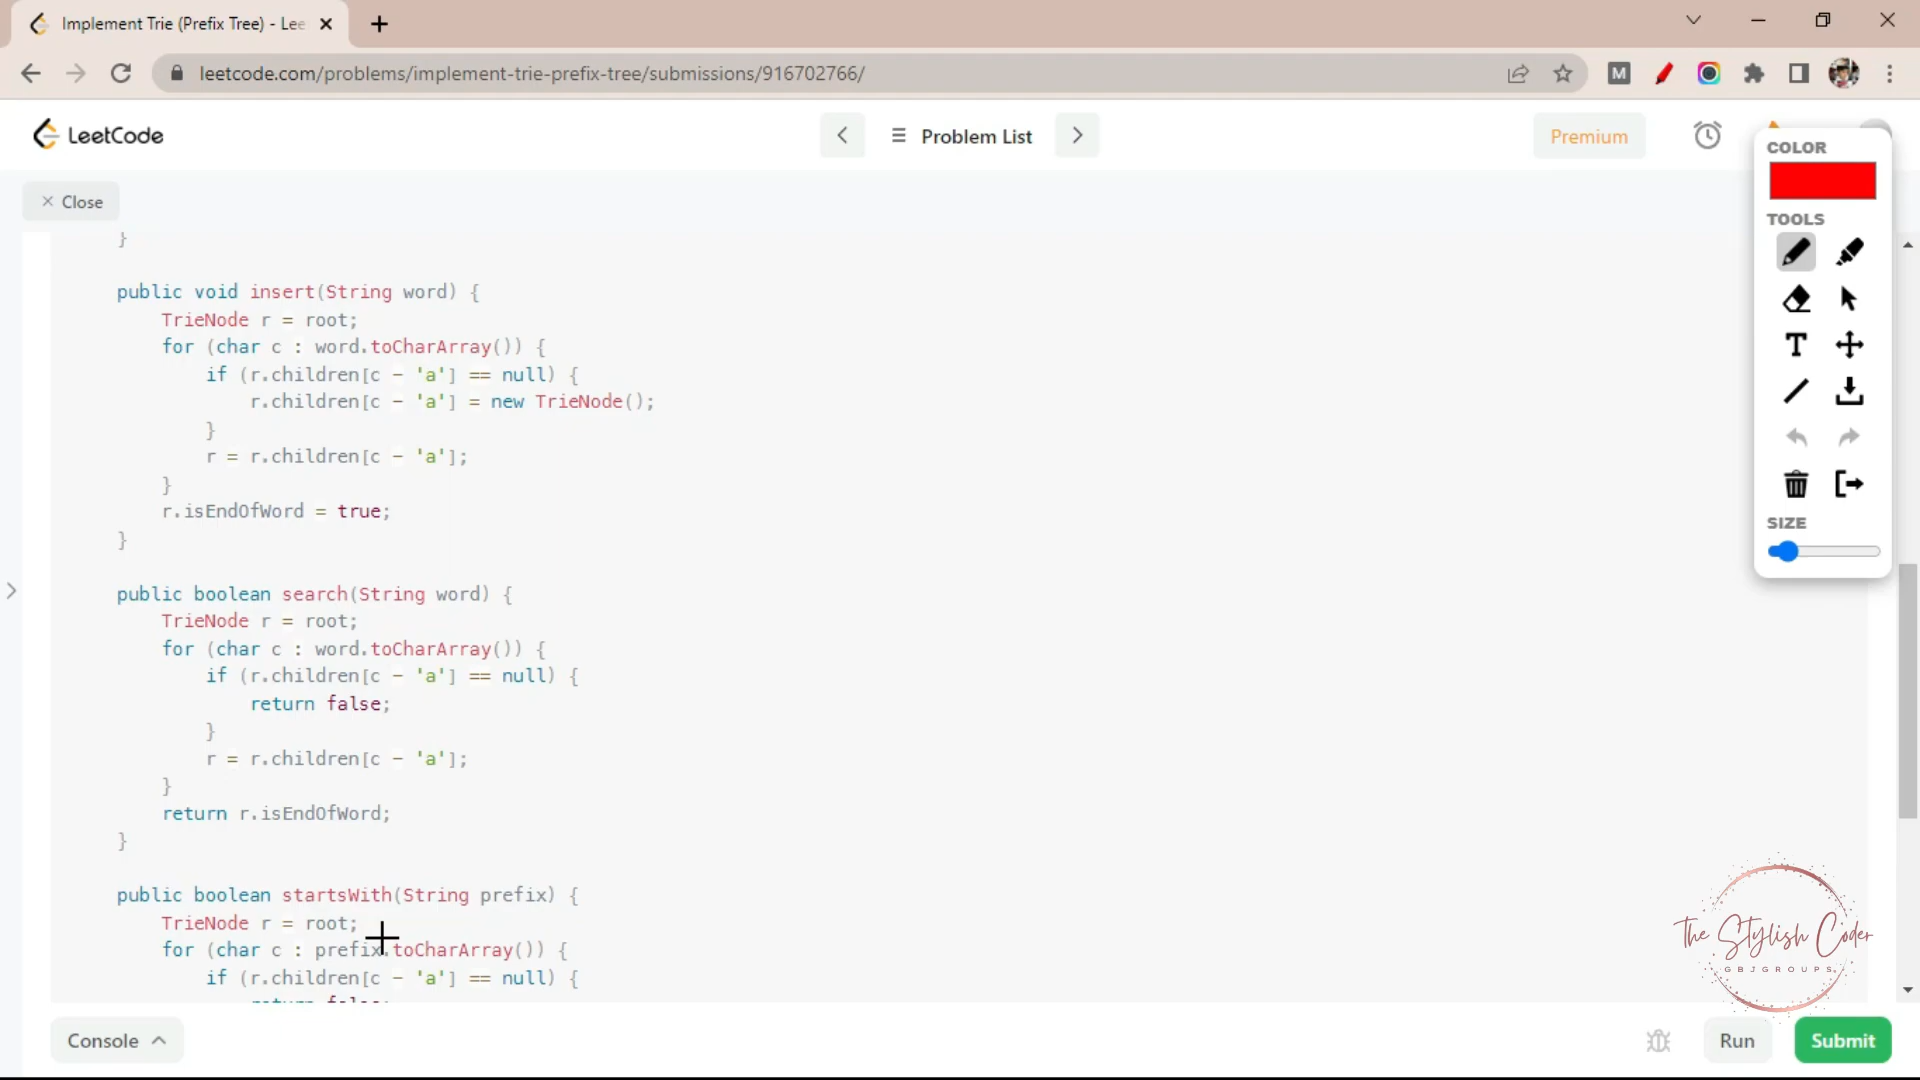 Implement Trie (Prefix Tree) - Lee
leetcode.com/problems/implement-trie-prefix-tree/submissions/916702766/
M
LeetCode
Problem List
Premium
COLOR
Close
TOOLS
}
public void insert(String word) {
TrieNode r = root;
for (char c : word.toCharArray()) {
if (r.children[c - 'a'] == null) {
r.children[c - 'a'] = new TrieNode();
}
r = r.children[c - 'a'];
}
r.isEndOfWord = true;
}
T
SIZE
public boolean search(String word) {
TrieNode r = root;
for (char c : word.toCharArray()) {
if (r.children[c - 'a'] == null) {
return false;
}
r = r.children[c - 'a'];
}
return r.isEndOfWord;
}
public boolean startsWith(String prefix) {
TrieNode r = root;
for (char c : prefix.toCharArray()) {
if (r.children[c - 'a'] == null) {
return false;
The Stylish Coder
GBJGROUPS
Console
Run
Submit